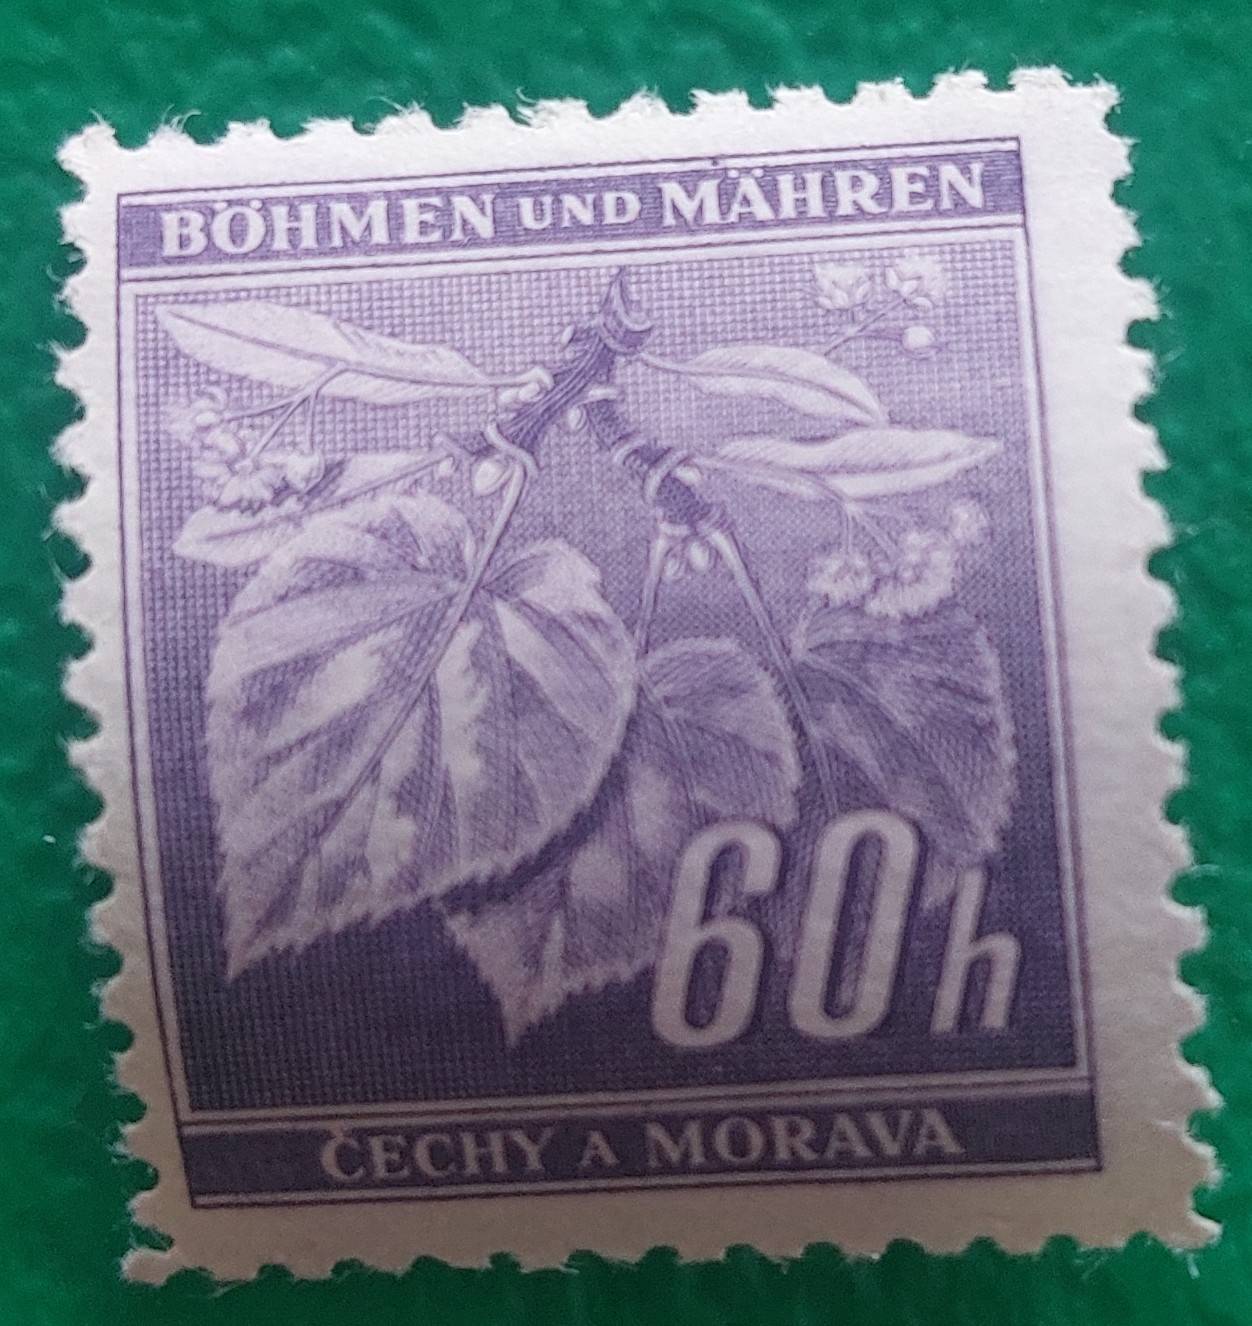 BÖHMEN UND MÄHREN
60h
ČECHY A MORAVA